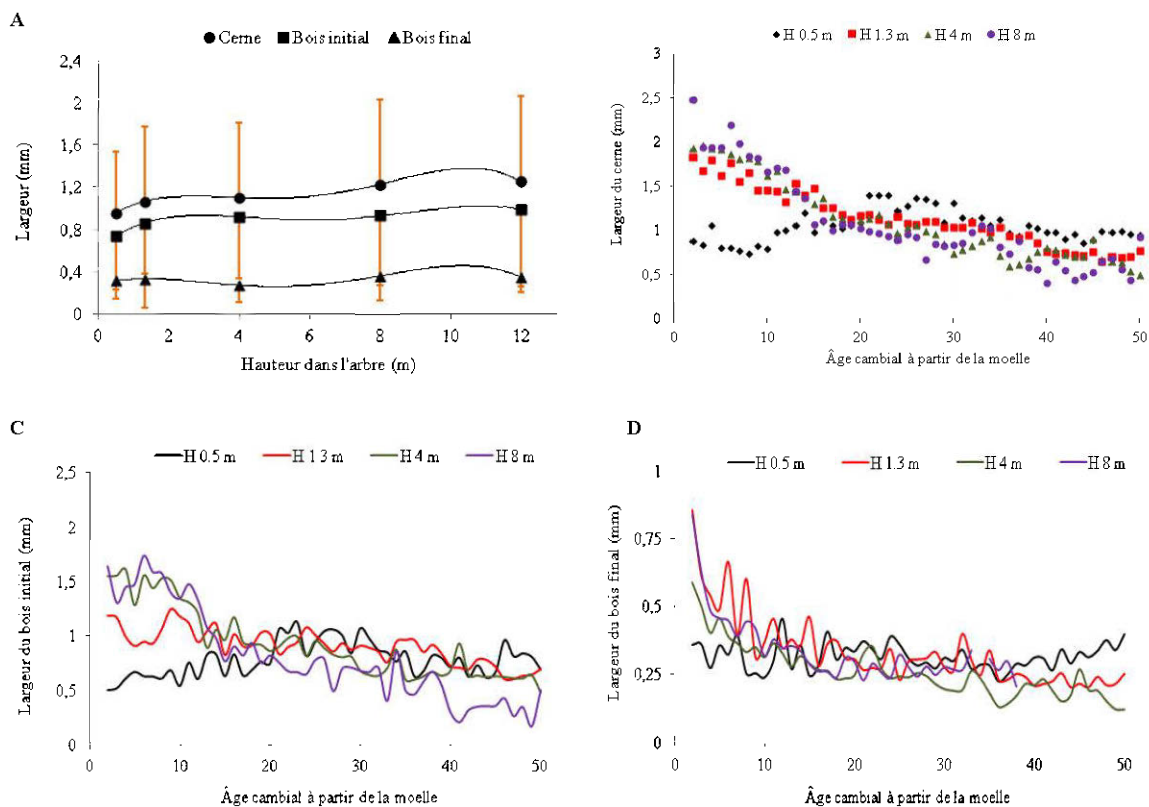 A
Cerne Bois initial Bois final
2,4
2
1,6
1,2
0,8
0,4
0
0 2 4 6 8 10 12
Largeur (mm)
Hauteur dans l'arbre (m)
H 0.5 m H 1.3 m H 4 m H 8 m
3
2,5
2
1,5
1
0,5
0
0 10 20 30 40 50
Largeur du cerne (mm)
Âge cambial à partir de la moelle
C
H 0.5 m H 1.3 m H 4 m H 8 m
2,5
2
1,5
1
0,5
0
0 10 20 30 40 50
Largeur du bois initial (mm)
Âge cambial à partir de la moelle
D
H 0.5 m H 1.3 m H 4 m H 8 m
1
0,75
0,5
0,25
0
0 10 20 30 40 50
Largeur du bois final (mm)
Âge cambial à partir de la moelle